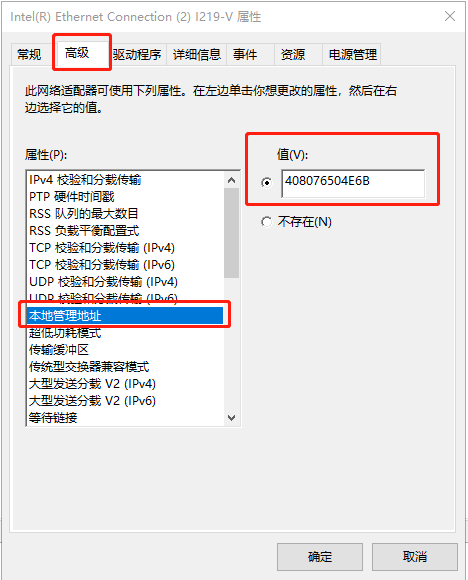 Intel(R) Ethernet Connection (2) I219-V 属性
常规 高级 驱动程序 详细信息 事件 资源 电源管理
此网络适配器可使用下列属性。在左边单击你想更改的属性，然后在右
边选择它的值。
属性(P):
值(V):
IPv4 校验和分载传输
PTP 硬件时间戳
RSS 队列的最大数目
RSS 负载平衡配置式
TCP 校验和分载传输 (IPv4)
TCP 校验和分载传输 (IPv6)
UDP 校验和分载传输 (IPv4)
UDP 校验和分载传输 (IPv6)
本地管理地址
超低功耗模式
传输缓冲区
传统型交换器兼容模式
大型发送分载 V2 (IPv4)
大型发送分载 V2 (IPv6)
等待链接
408076504E6B
不存在(N)
确定
取消